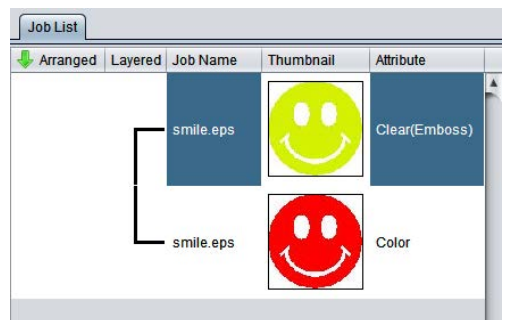 Job List
Arranged Layered Job Name Thumbnail Attribute
smile.eps Clear(Emboss)
smile.eps Color